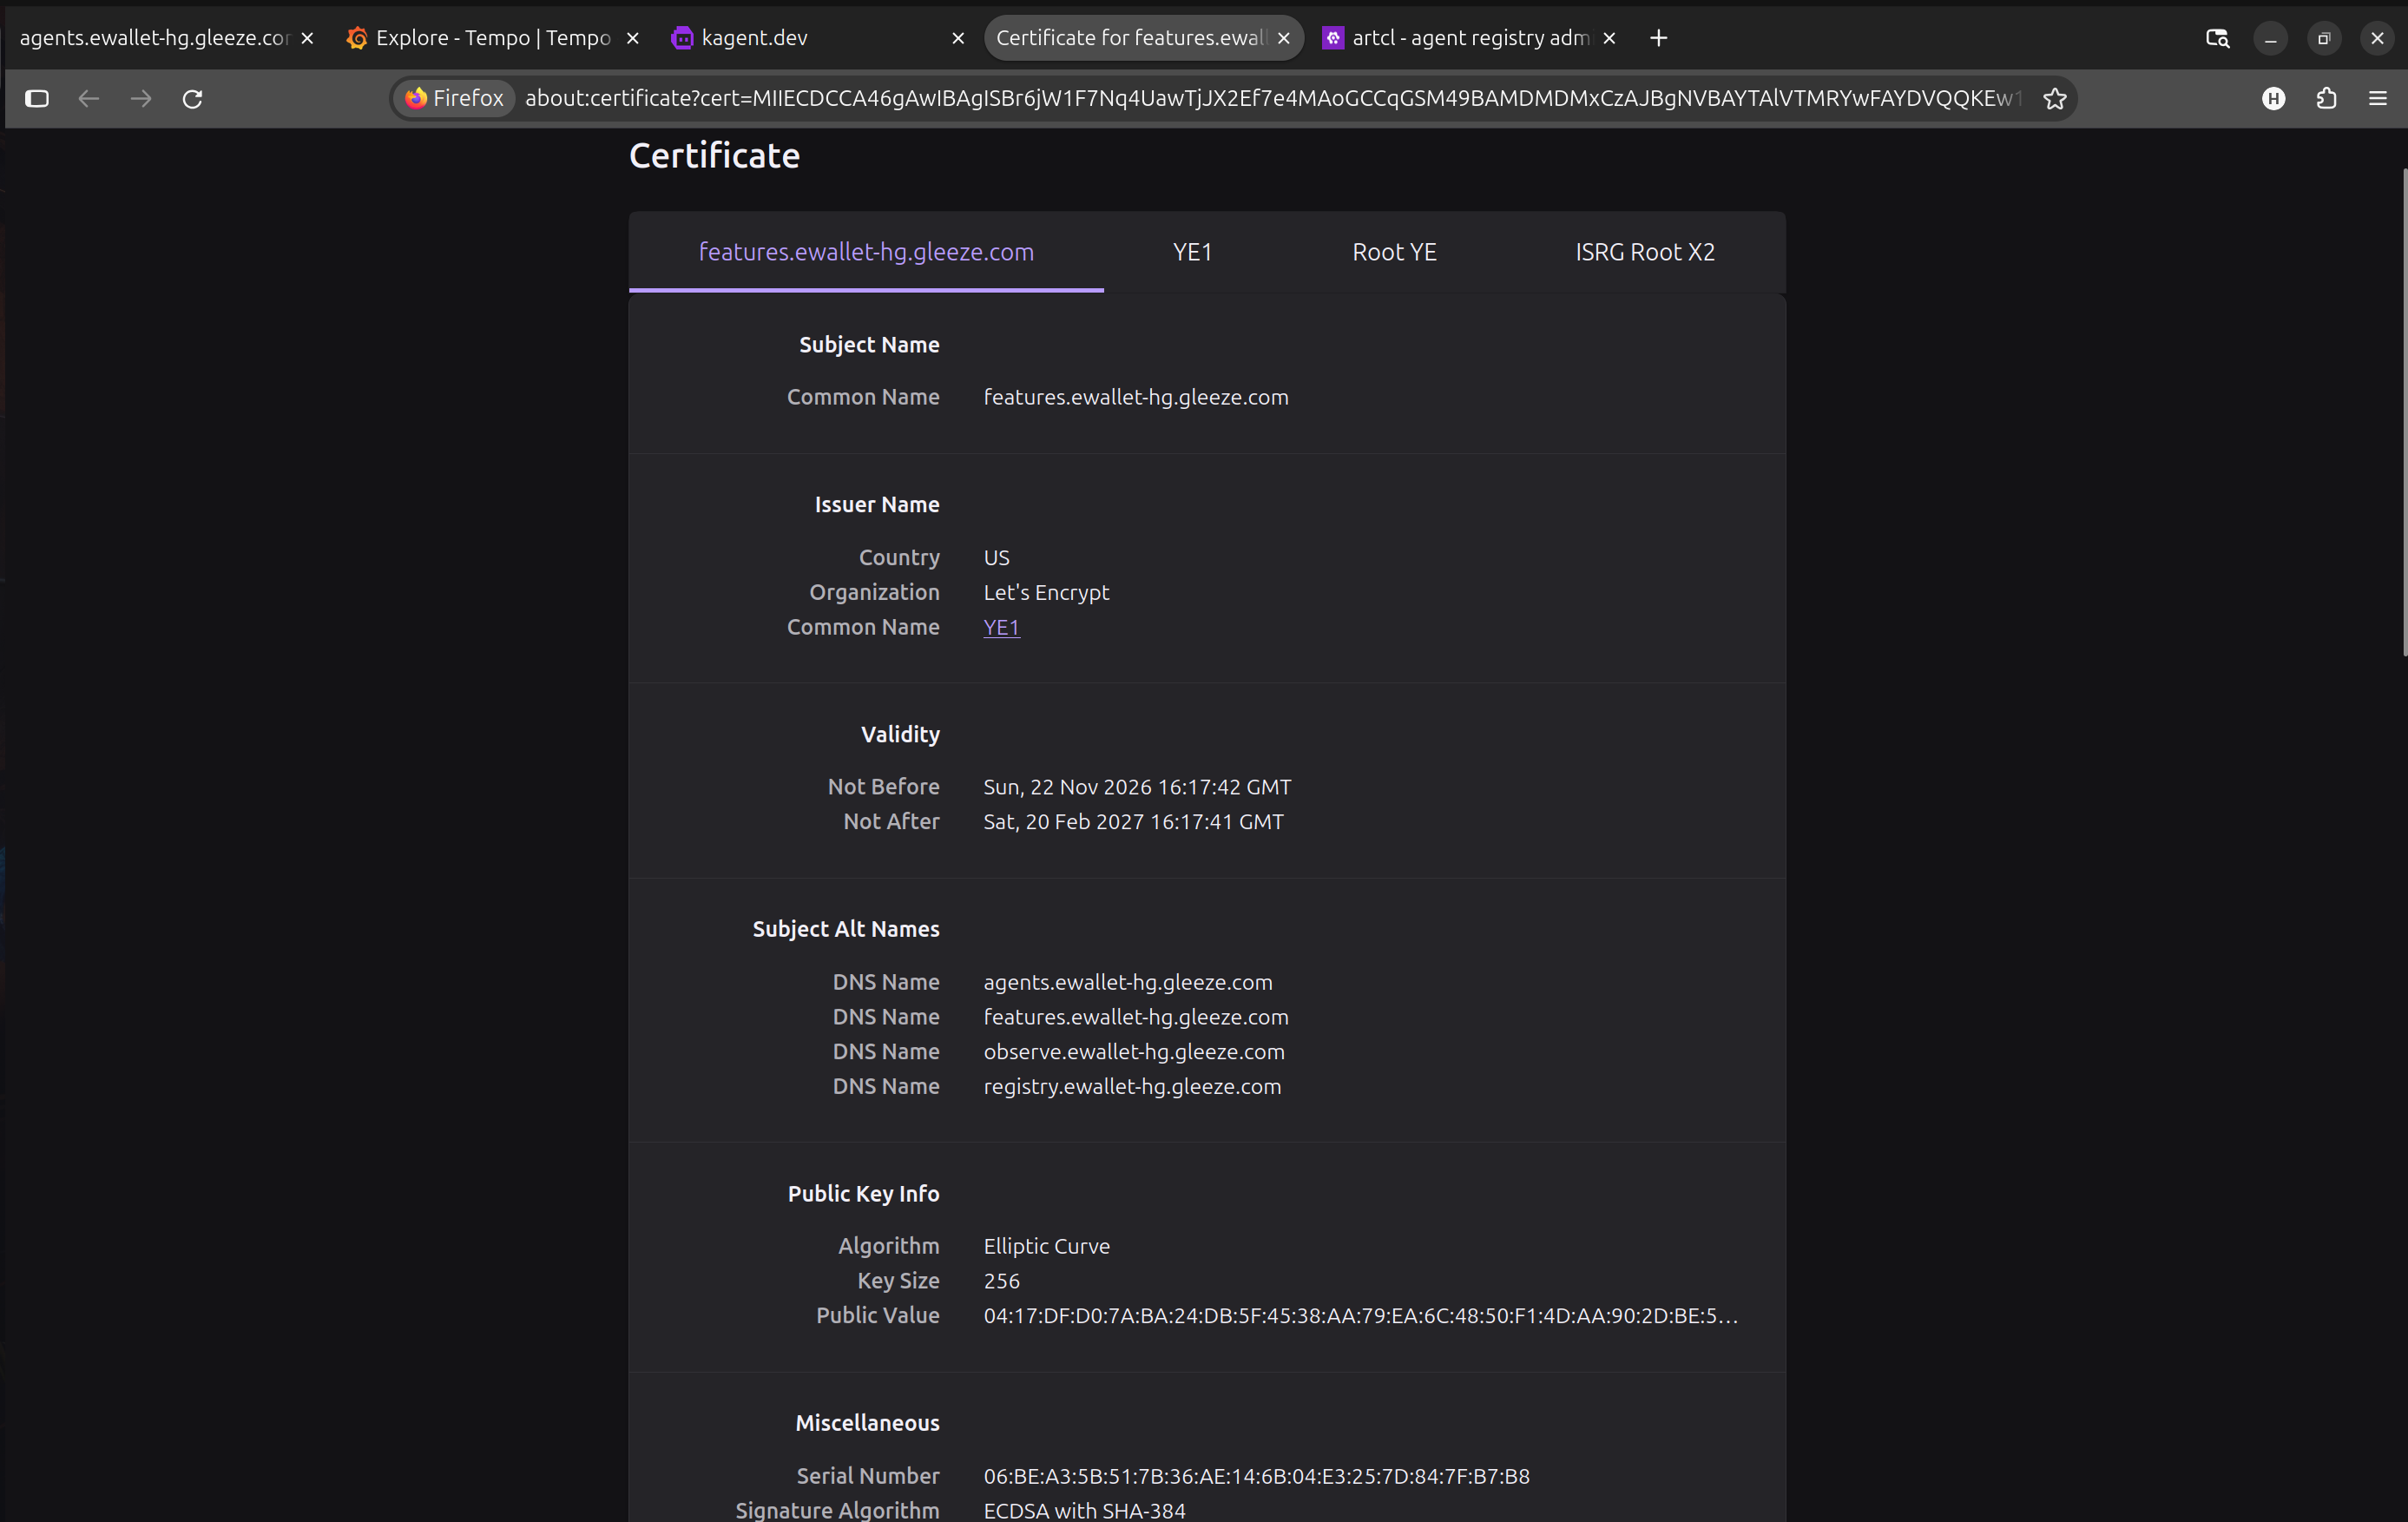 agents.ewallet-hg.gleeze.cor
Explore - Tempo | Tempo
kagent.dev
Certificate for features.ewall
artcl - agent registry adm
Firefox
about:certificate?cert=MIIECDCCA46gAwIBAgISBr6jW1F7Nq4UawTjJX2Ef7e4MAoGCCqGSM49BAMDMDMxCzAJBgNVBAYTAlVTMRYwFAYDVQQKEw1
H
Certificate
features.ewallet-hg.gleeze.com
YE1
Root YE
ISRG Root X2
Subject Name
Common Name features.ewallet-hg.gleeze.com
Issuer Name
Country US
Organization Let's Encrypt
Common Name YE1
Validity
Not Before Sun, 22 Nov 2026 16:17:42 GMT
Not After Sat, 20 Feb 2027 16:17:41 GMT
Subject Alt Names
DNS Name agents.ewallet-hg.gleeze.com
DNS Name features.ewallet-hg.gleeze.com
DNS Name observe.ewallet-hg.gleeze.com
DNS Name registry.ewallet-hg.gleeze.com
Public Key Info
Algorithm Elliptic Curve
Key Size 256
Public Value 04:17:DF:D0:7A:BA:24:DB:5F:45:38:AA:79:EA:6C:48:50:F1:4D:AA:90:2D:BE:5…
Miscellaneous
Serial Number 06:BE:A3:5B:51:7B:36:AE:14:6B:04:E3:25:7D:84:7F:B7:B8
Signature Algorithm ECDSA with SHA-384